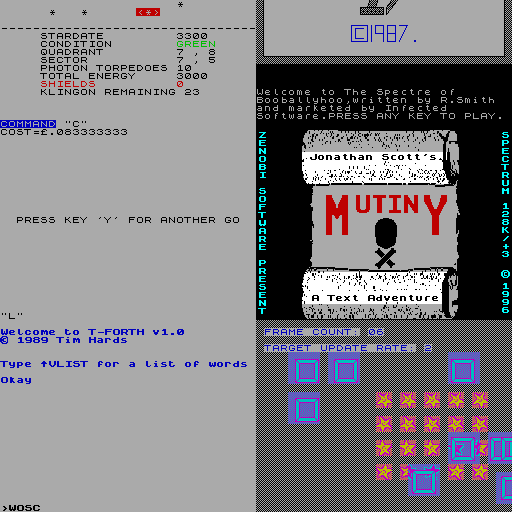 * * <*> *
STARDATE 3300
CONDITION GREEN
QUADRANT 7 , 8
SECTOR 7 , 5
PHOTON TORPEDOES 10
TOTAL ENERGY 3000
SHIELDS 0
KLINGON REMAINING 23
COMMAND "C"
COST=£.083333333
PRESS KEY 'Y' FOR ANOTHER GO
"L"
©1987.
Welcome to The Spectre of
Booballyhoo,written by R.Smith
and marketed by Infected
Software.PRESS ANY KEY TO PLAY.
ZENOBI SOFTWARE PRESENT
Jonathan Scott's.
MUTINY
A Text Adventure
SPECTRUM 128K/+3 © 1996
Welcome to T-FORTH v1.0
© 1989 Tim Hards
Type ↑VLIST for a list of words
Okay
>WOSC
FRAME COUNT: 06
TARGET UPDATE RATE: 2